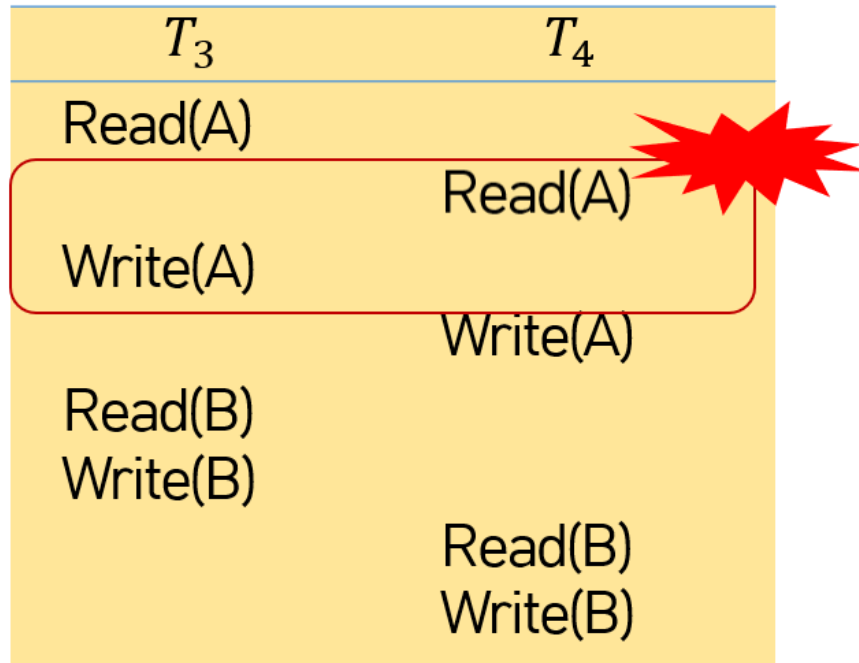 T₃ T₄
Read(A)
Read(A)
Write(A)
Write(A)
Read(B)
Write(B)
Read(B)
Write(B)